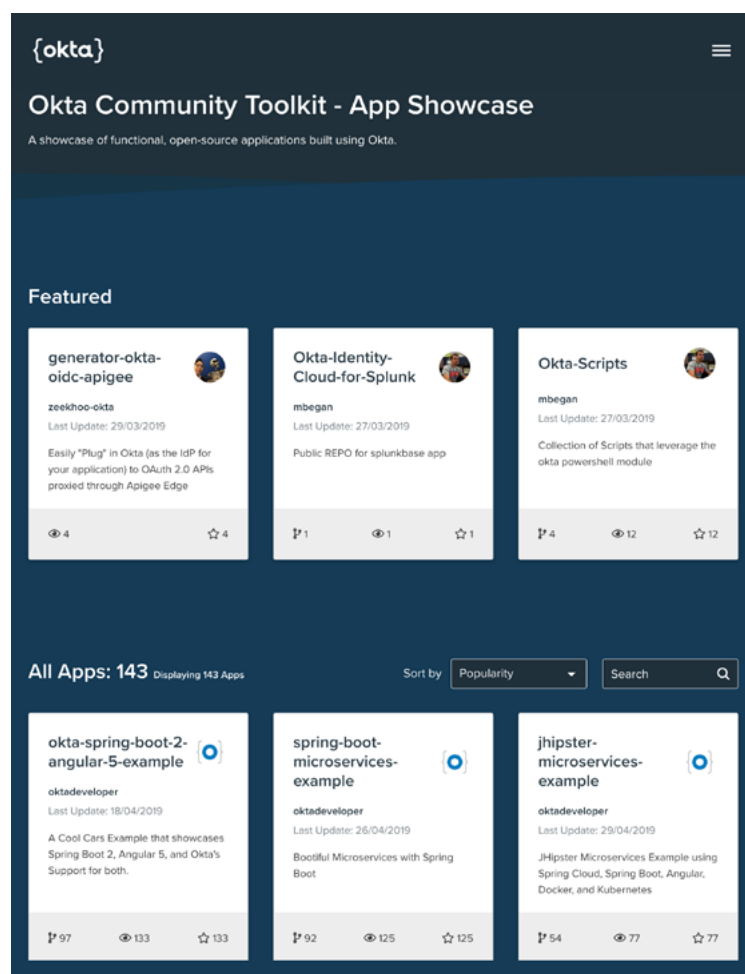 {okta}
Okta Community Toolkit - App Showcase
A showcase of functional, open-source applications built using Okta.
Featured
generator-okta-
oidc-apigee
zeekhoo-okta
Last Update: 29/03/2019
Easily "Plug" in Okta (as the IdP for
your application) to OAuth 2.0 APIs
proxied through Apigee Edge
4 4
Okta-Identity-
Cloud-for-Splunk
mbegan
Last Update: 27/03/2019
Public REPO for splunkbase app
1 1 1
Okta-Scripts
mbegan
Last Update: 27/03/2019
Collection of Scripts that leverage the
okta powershell module
4 12 12
All Apps: 143 Displaying 143 Apps
Sort by Popularity Search
okta-spring-boot-2-
angular-5-example
oktadeveloper
Last Update: 18/04/2019
A Cool Cars Example that showcases
Spring Boot 2, Angular 5, and Okta's
Support for both.
97 133 133
spring-boot-
microservices-
example
oktadeveloper
Last Update: 26/04/2019
Bootiful Microservices with Spring
Boot
92 125 125
jhipster-
microservices-
example
oktadeveloper
Last Update: 29/04/2019
JHipster Microservices Example using
Spring Cloud, Spring Boot, Angular,
Docker, and Kubernetes
54 77 77